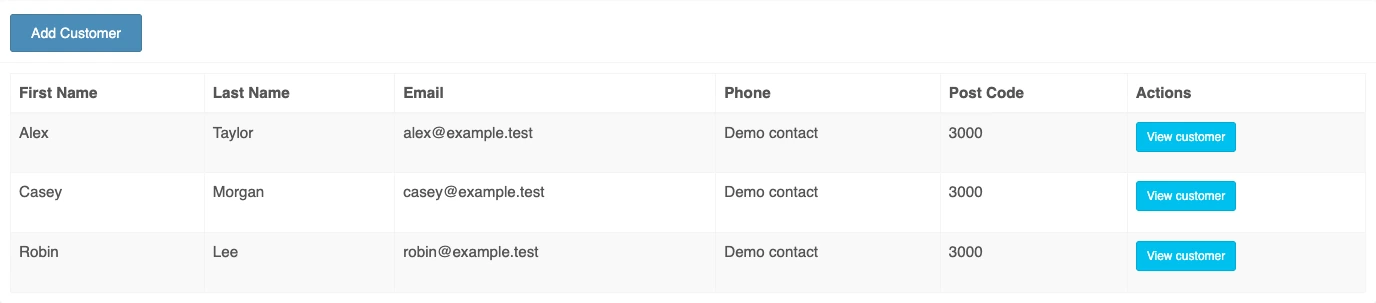 Add Customer
First Name Last Name Email Phone Post Code Actions
Alex Taylor alex@example.test Demo contact 3000 View customer
Casey Morgan casey@example.test Demo contact 3000 View customer
Robin Lee robin@example.test Demo contact 3000 View customer